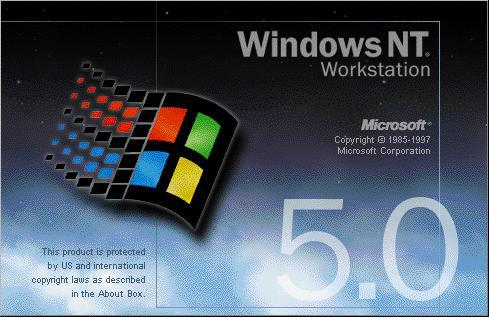 Windows NT®
Workstation
Microsoft®
Copyright © 1985-1997
Microsoft Corporation
5.0
This product is protected
by US and international
copyright laws as described
in the About Box.